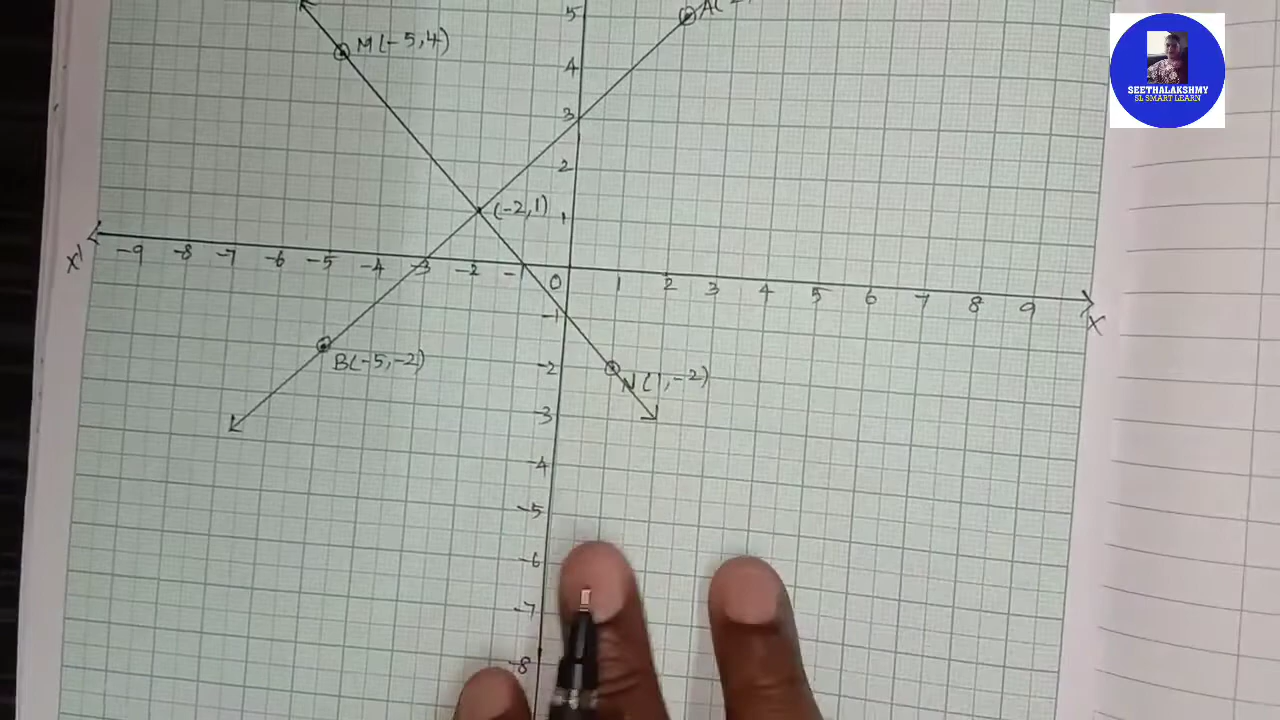 5
A(2,
M(-5,4)
4
3
2
(-2,1)
1
X'
-9 -8 -7 -6 -5 -4 -3 -2 -1 0 1 2 3 4 5 6 7 8 9
X
-1
B(-5,-2)
-2
N(1,-2)
-3
-4
-5
-6
-7
-8
SEETHALAKSHMY
SL SMART LEARN